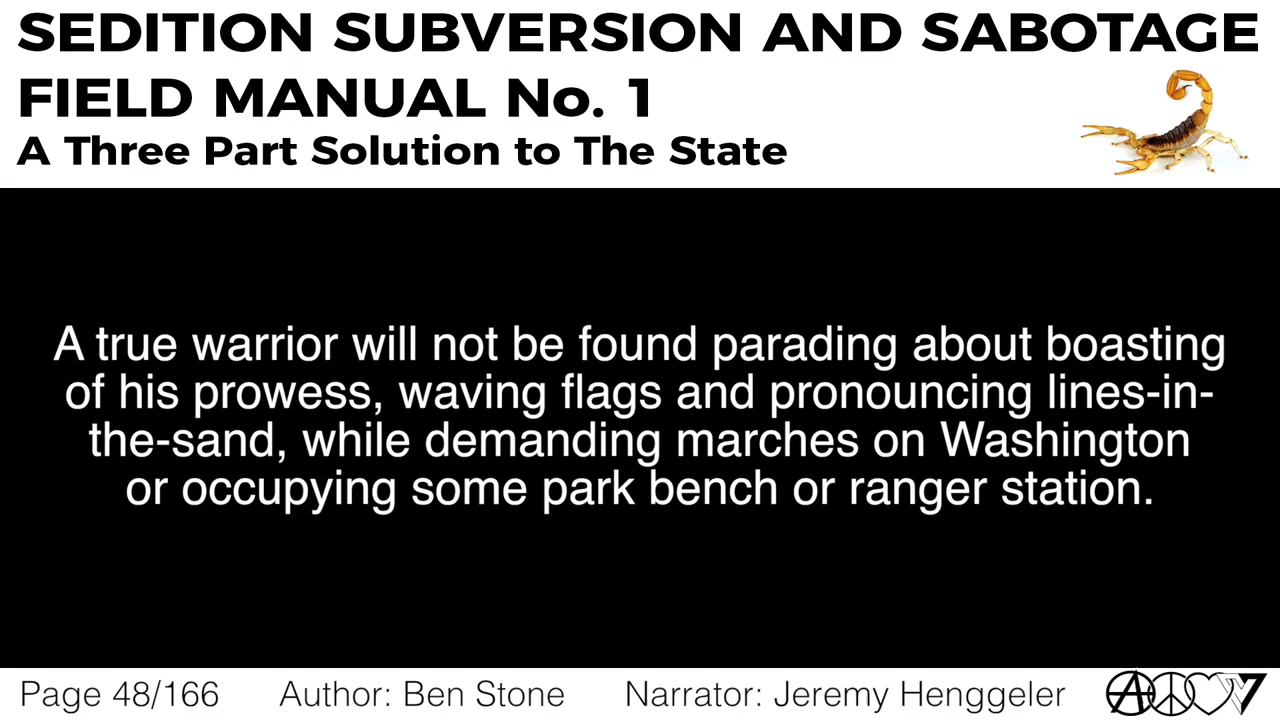 SEDITION SUBVERSION AND SABOTAGE
FIELD MANUAL No. 1
A Three Part Solution to The State
A true warrior will not be found parading about boasting
of his prowess, waving flags and pronouncing lines-in-
the-sand, while demanding marches on Washington
or occupying some park bench or ranger station.
Page 48/166 Author: Ben Stone Narrator: Jeremy Henggeler